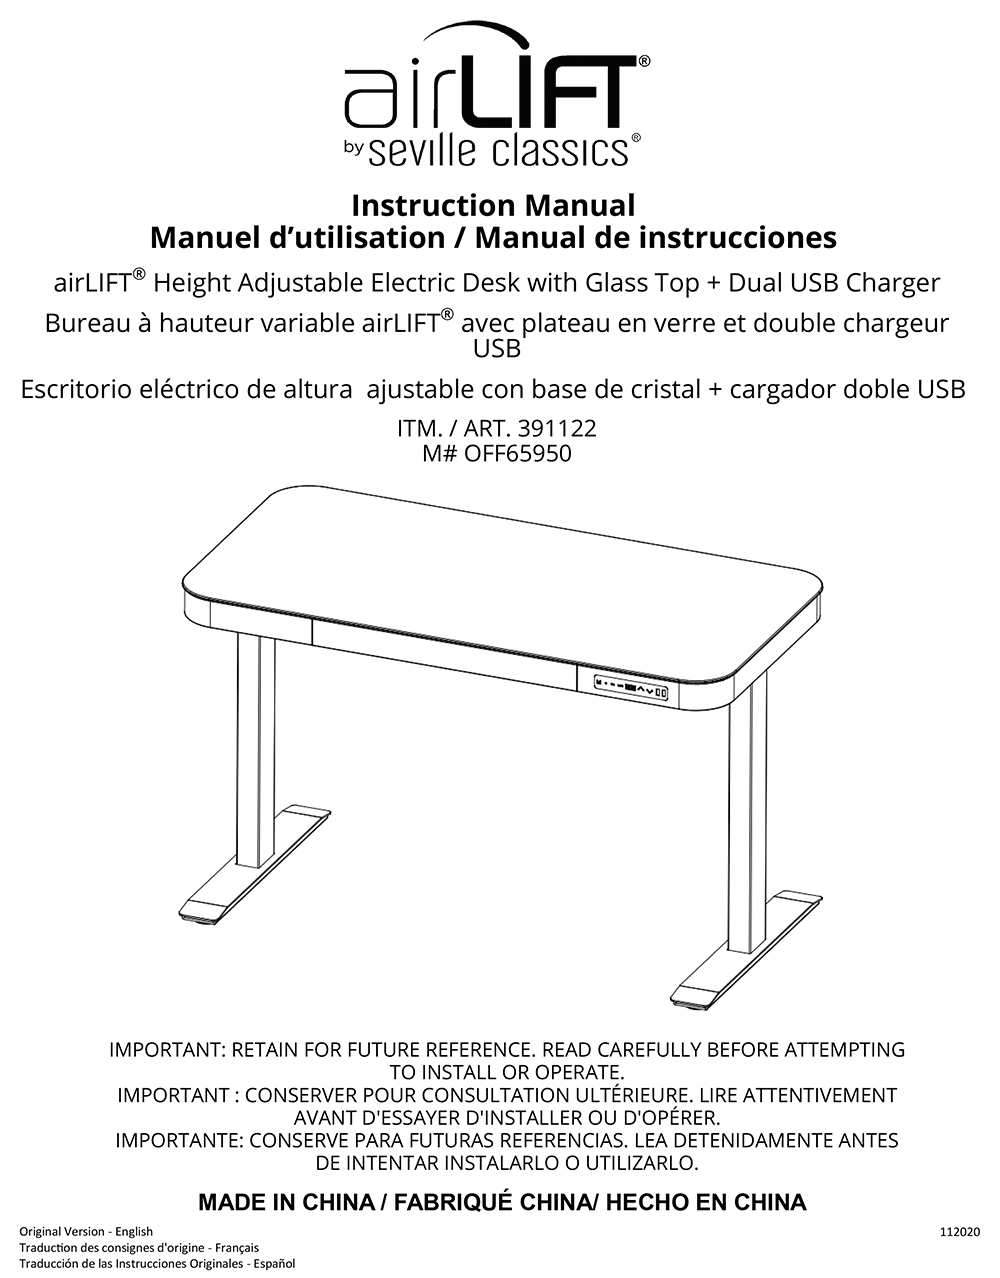 airLIFT®
by seville classics®
Instruction Manual
Manuel d’utilisation / Manual de instrucciones
airLIFT® Height Adjustable Electric Desk with Glass Top + Dual USB Charger
Bureau à hauteur variable airLIFT® avec plateau en verre et double chargeur
USB
Escritorio eléctrico de altura ajustable con base de cristal + cargador doble USB
ITM. / ART. 391122
M# OFF65950
IMPORTANT: RETAIN FOR FUTURE REFERENCE. READ CAREFULLY BEFORE ATTEMPTING
TO INSTALL OR OPERATE.
IMPORTANT : CONSERVER POUR CONSULTATION ULTÉRIEURE. LIRE ATTENTIVEMENT
AVANT D'ESSAYER D'INSTALLER OU D'OPÉRER.
IMPORTANTE: CONSERVE PARA FUTURAS REFERENCIAS. LEA DETENIDAMENTE ANTES
DE INTENTAR INSTALARLO O UTILIZARLO.
MADE IN CHINA / FABRIQUÉ CHINA/ HECHO EN CHINA
Original Version - English
112020
Traduction des consignes d'origine - Français
Traducción de las Instrucciones Originales - Español